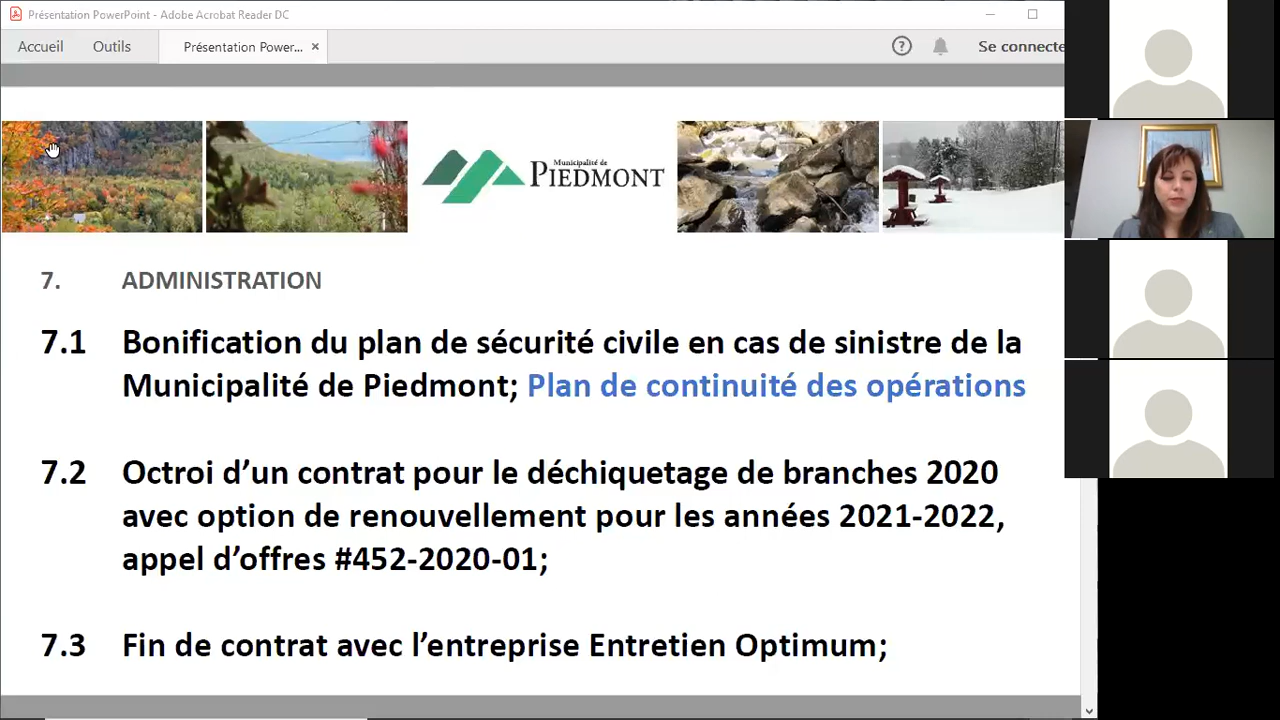 Présentation PowerPoint - Adobe Acrobat Reader DC
Accueil
Outils
Présentation Power...
Se connecte
Municipalité de
PIEDMONT
7. ADMINISTRATION
7.1 Bonification du plan de sécurité civile en cas de sinistre de la
Municipalité de Piedmont; Plan de continuité des opérations
7.2 Octroi d’un contrat pour le déchiquetage de branches 2020
avec option de renouvellement pour les années 2021-2022,
appel d’offres #452-2020-01;
7.3 Fin de contrat avec l’entreprise Entretien Optimum;